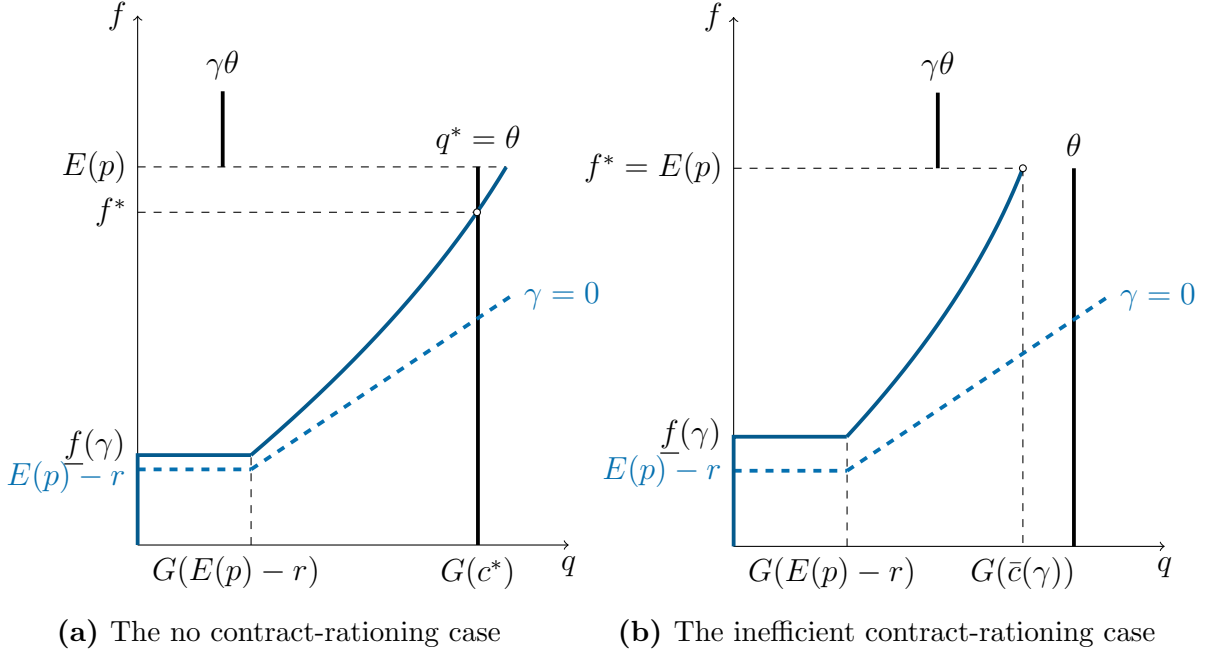 f
γθ
E(p)
q* = θ
f*
γ = 0
f(γ)
E(p) − r
G(E(p) − r)
G(c*)
q
(a) The no contract-rationing case
f
γθ
f* = E(p)
θ
γ = 0
f(γ)
E(p) − r
G(E(p) − r)
G(c̄(γ))
q
(b) The inefficient contract-rationing case